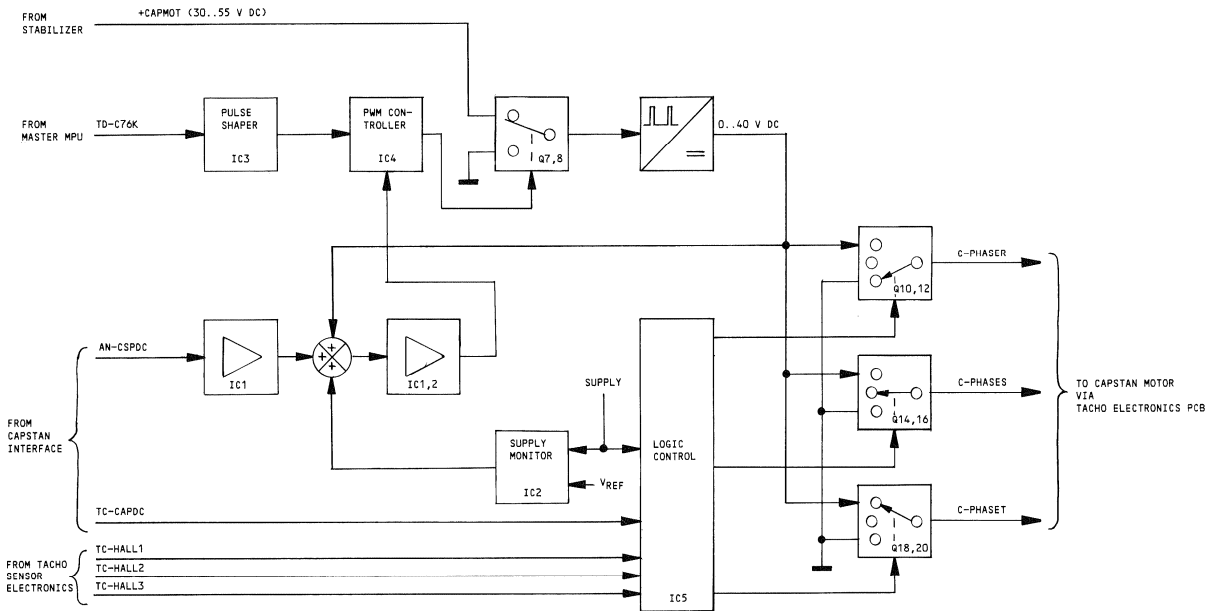 +CAPMOT (30..55 V DC)
FROM
STABILIZER
FROM
MASTER MPU
TD-C76K
PULSE
SHAPER
IC3
PWM CON-
TROLLER
IC4
Q7,8
0..40 V DC
C-PHASER
Q10,12
AN-CSPDC
IC1
+ +
+
IC1,2
SUPPLY
C-PHASES
Q14,16
TO CAPSTAN MOTOR
VIA
TACHO ELECTRONICS PCB
FROM
CAPSTAN
INTERFACE
SUPPLY
MONITOR
IC2
VREF
LOGIC
CONTROL
IC5
TC-CAPDC
C-PHASET
Q18,20
FROM TACHO
SENSOR
ELECTRONICS
TC-HALL1
TC-HALL2
TC-HALL3